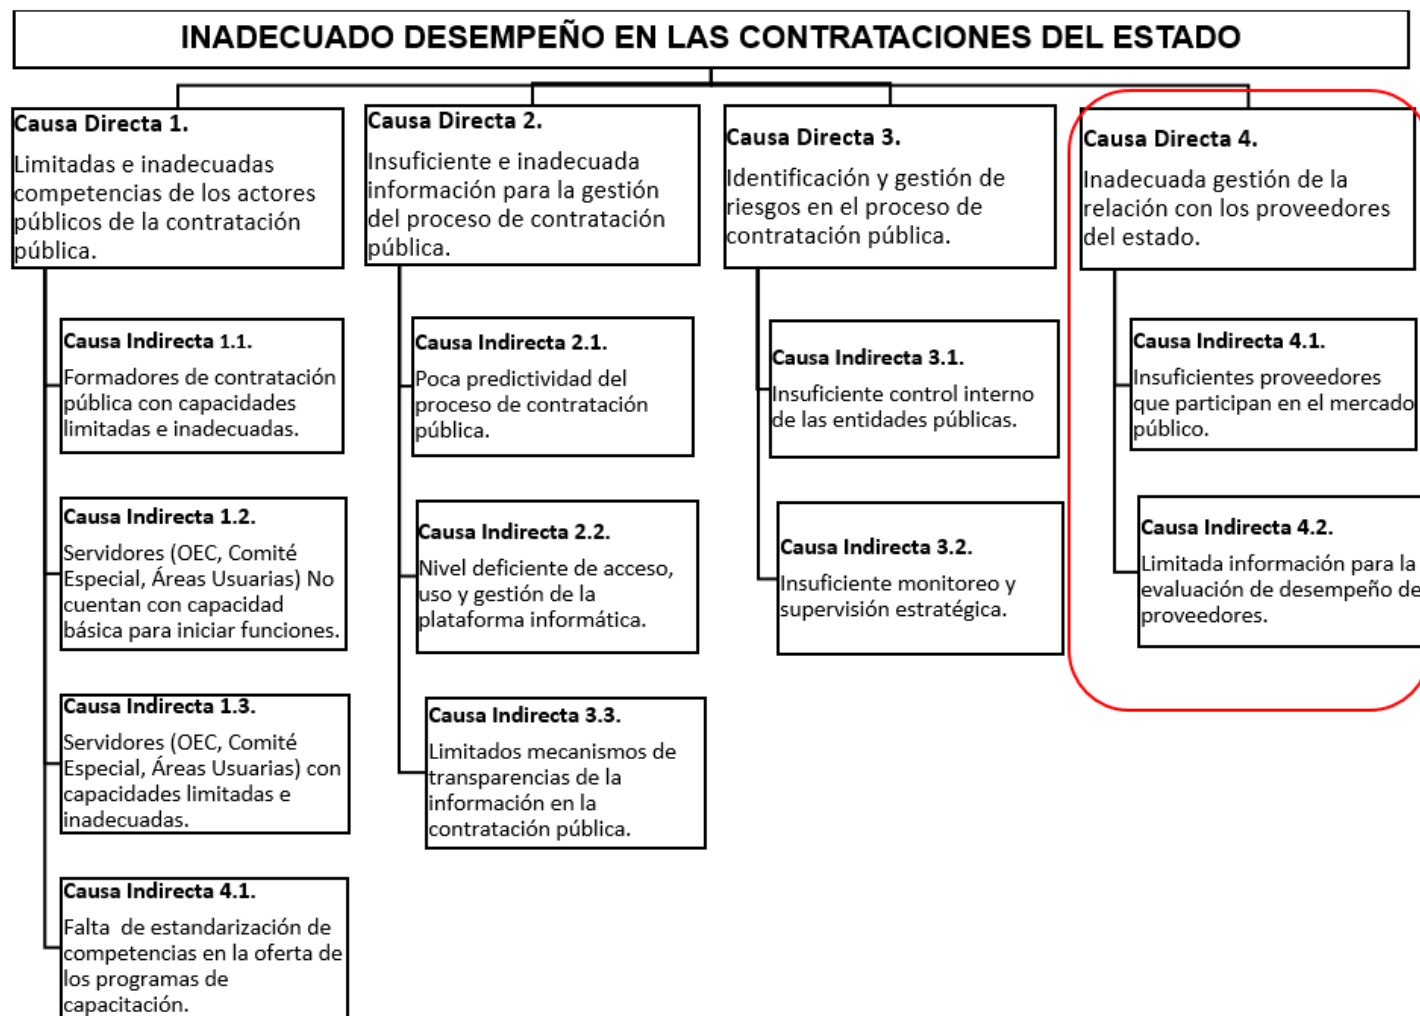 INADECUADO DESEMPEÑO EN LAS CONTRATACIONES DEL ESTADO
Causa Directa 1.
Limitadas e inadecuadas
competencias de los actores
públicos de la contratación
pública.
Causa Indirecta 1.1.
Formadores de contratación
pública con capacidades
limitadas e inadecuadas.
Causa Indirecta 1.2.
Servidores (OEC, Comité
Especial, Áreas Usuarias) No
cuentan con capacidad
básica para iniciar funciones.
Causa Indirecta 1.3.
Servidores (OEC, Comité
Especial, Áreas Usuarias) con
capacidades limitadas e
inadecuadas.
Causa Indirecta 4.1.
Falta de estandarización de
competencias en la oferta de
los programas de
capacitación.
Causa Directa 2.
Insuficiente e inadecuada
información para la gestión
del proceso de contratación
pública.
Causa Indirecta 2.1.
Poca predictividad del
proceso de contratación
pública.
Causa Indirecta 2.2.
Nivel deficiente de acceso,
uso y gestión de la
plataforma informática.
Causa Indirecta 3.3.
Limitados mecanismos de
transparencias de la
información en la
contratación pública.
Causa Directa 3.
Identificación y gestión de
riesgos en el proceso de
contratación pública.
Causa Indirecta 3.1.
Insuficiente control interno
de las entidades públicas.
Causa Indirecta 3.2.
Insuficiente monitoreo y
supervisión estratégica.
Causa Directa 4.
Inadecuada gestión de la
relación con los proveedores
del estado.
Causa Indirecta 4.1.
Insuficientes proveedores
que participan en el mercado
público.
Causa Indirecta 4.2.
Limitada información para la
evaluación de desempeño de
proveedores.